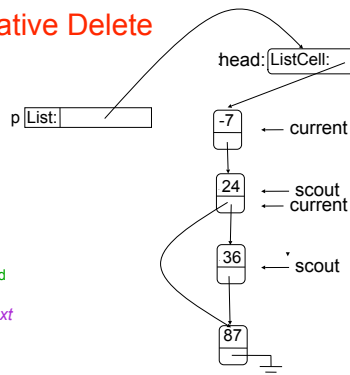 ative Delete
head: ListCell:
p List:
-7
current
24
scout
current
36
scout
d
xt
87